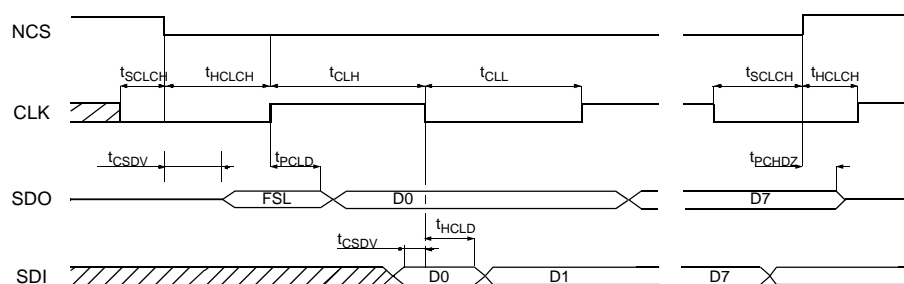 NCS
tSCLCH tHCLCH tCLH tCLL tSCLCH tHCLCH
CLK
tCSDV tPCLD tPCHDZ
SDO FSL D0 D7
tCSDV tHCLD
SDI D0 D1 D7